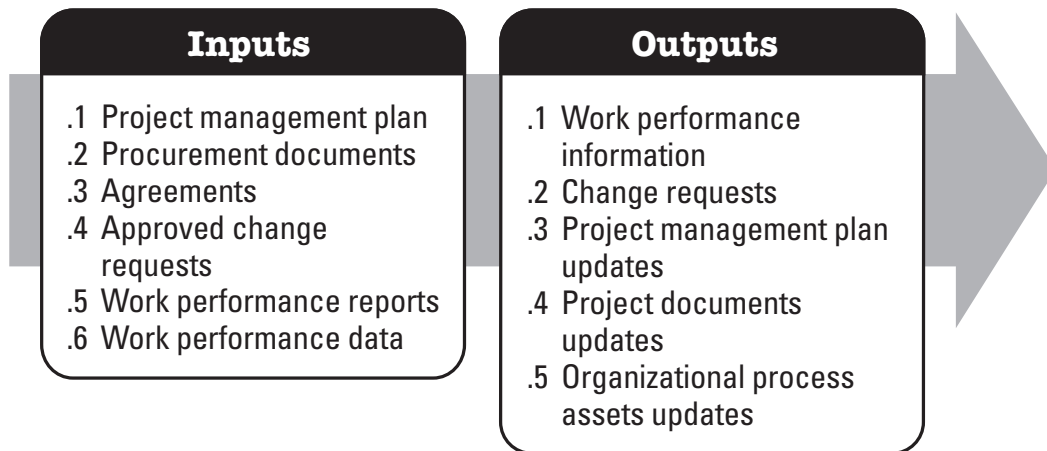 Inputs
.1 Project management plan
.2 Procurement documents
.3 Agreements
.4 Approved change
requests
.5 Work performance reports
.6 Work performance data
Outputs
.1 Work performance
information
.2 Change requests
.3 Project management plan
updates
.4 Project documents
updates
.5 Organizational process
assets updates